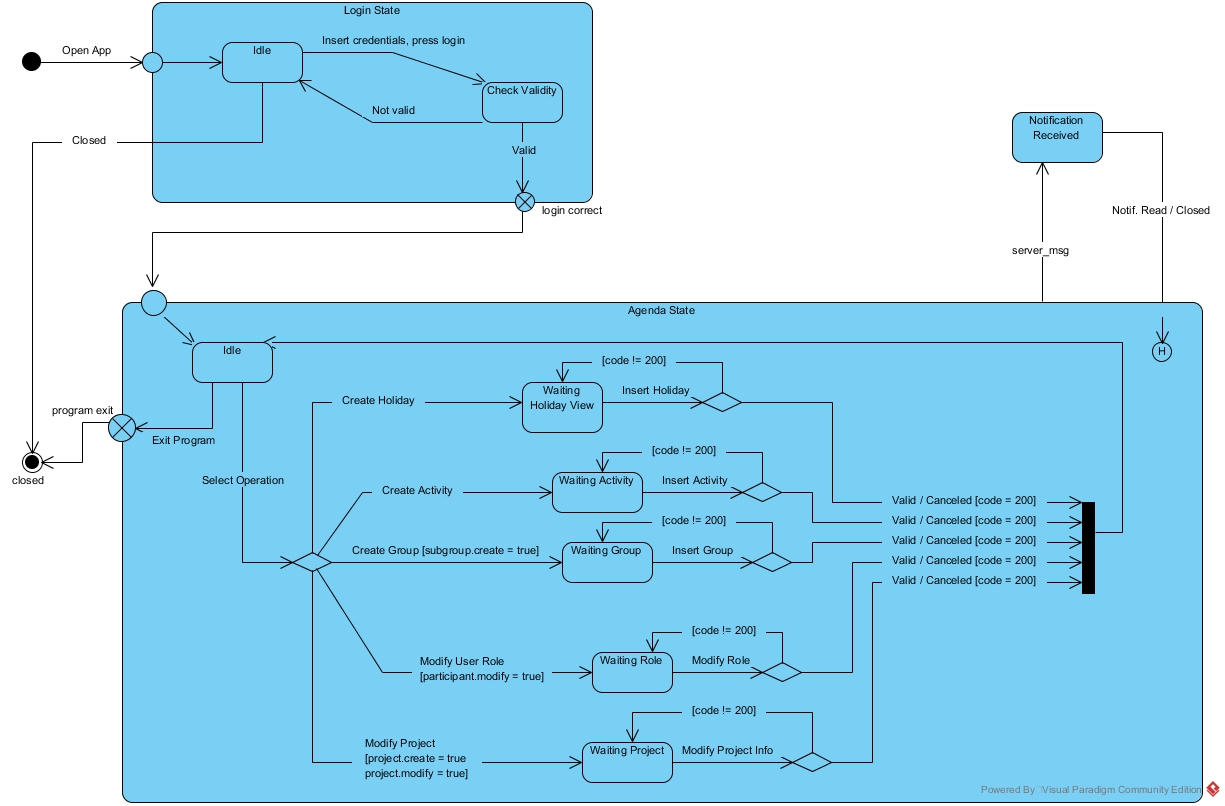 Login State
Open App
Idle
Insert credentials, press login
Check Validity
Not valid
Closed
Valid
login correct
Notification
Received
Notif. Read / Closed
server_msg
Agenda State
Idle
H
program exit
Exit Program
closed
Select Operation
[code != 200]
Create Holiday
Waiting
Holiday View
Insert Holiday
[code != 200]
Create Activity
Waiting Activity
Insert Activity
Valid / Canceled [code = 200]
Valid / Canceled [code = 200]
Valid / Canceled [code = 200]
Valid / Canceled [code = 200]
Valid / Canceled [code = 200]
[code != 200]
Create Group [subgroup.create = true]
Waiting Group
Insert Group
[code != 200]
Modify User Role
[participant.modify = true]
Waiting Role
Modify Role
[code != 200]
Modify Project
[project.create = true
project.modify = true]
Waiting Project
Modify Project Info
Powered By Visual Paradigm Community Edition